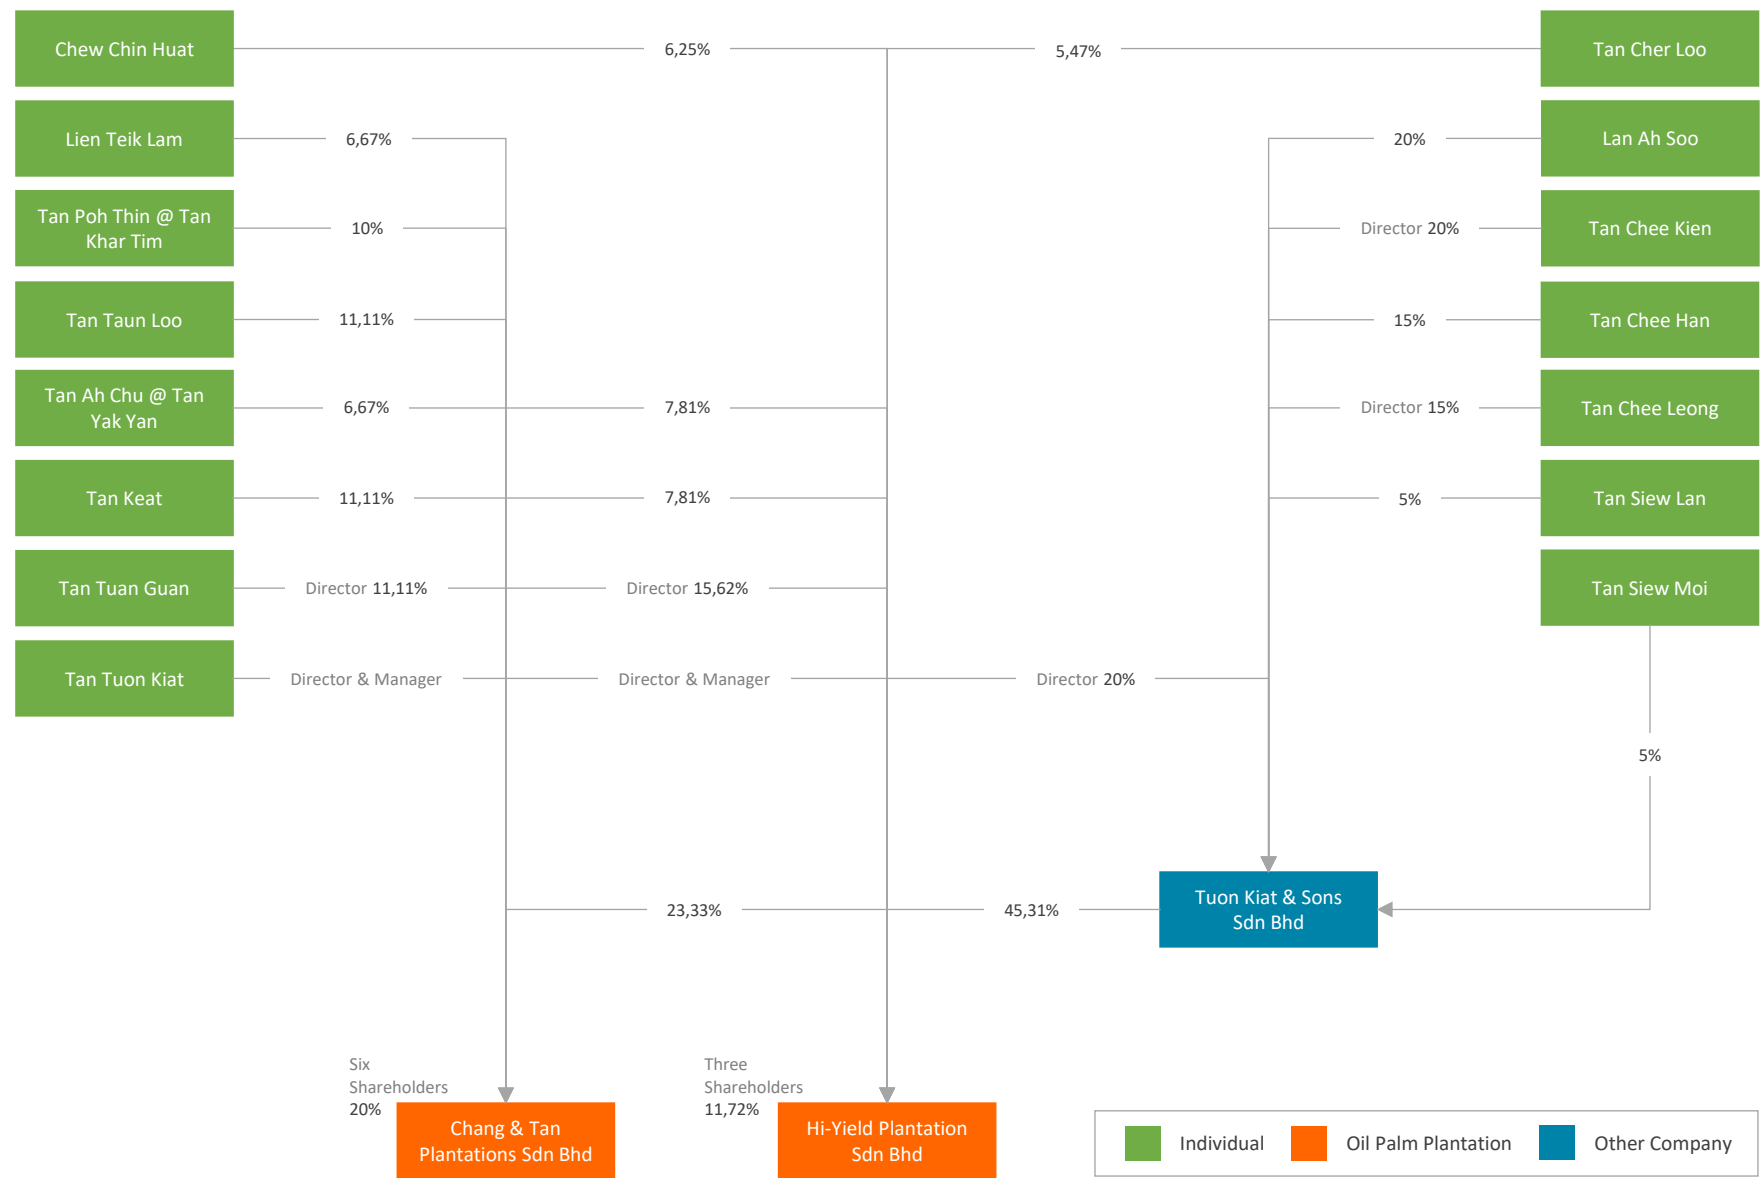 Chew Chin Huat
6,25%
5,47%
Tan Cher Loo
Lien Teik Lam
6,67%
20%
Lan Ah Soo
Tan Poh Thin @ Tan
Khar Tim
10%
Director 20%
Tan Chee Kien
Tan Taun Loo
11,11%
15%
Tan Chee Han
Tan Ah Chu @ Tan
Yak Yan
6,67%
7,81%
Director 15%
Tan Chee Leong
Tan Keat
11,11%
7,81%
5%
Tan Siew Lan
Tan Tuan Guan
Director 11,11%
Director 15,62%
Tan Siew Moi
Tan Tuon Kiat
Director & Manager
Director & Manager
Director 20%
5%
23,33%
45,31%
Tuon Kiat & Sons
Sdn Bhd
Six
Shareholders
20%
Chang & Tan
Plantations Sdn Bhd
Three
Shareholders
11,72%
Hi-Yield Plantation
Sdn Bhd
Individual
Oil Palm Plantation
Other Company